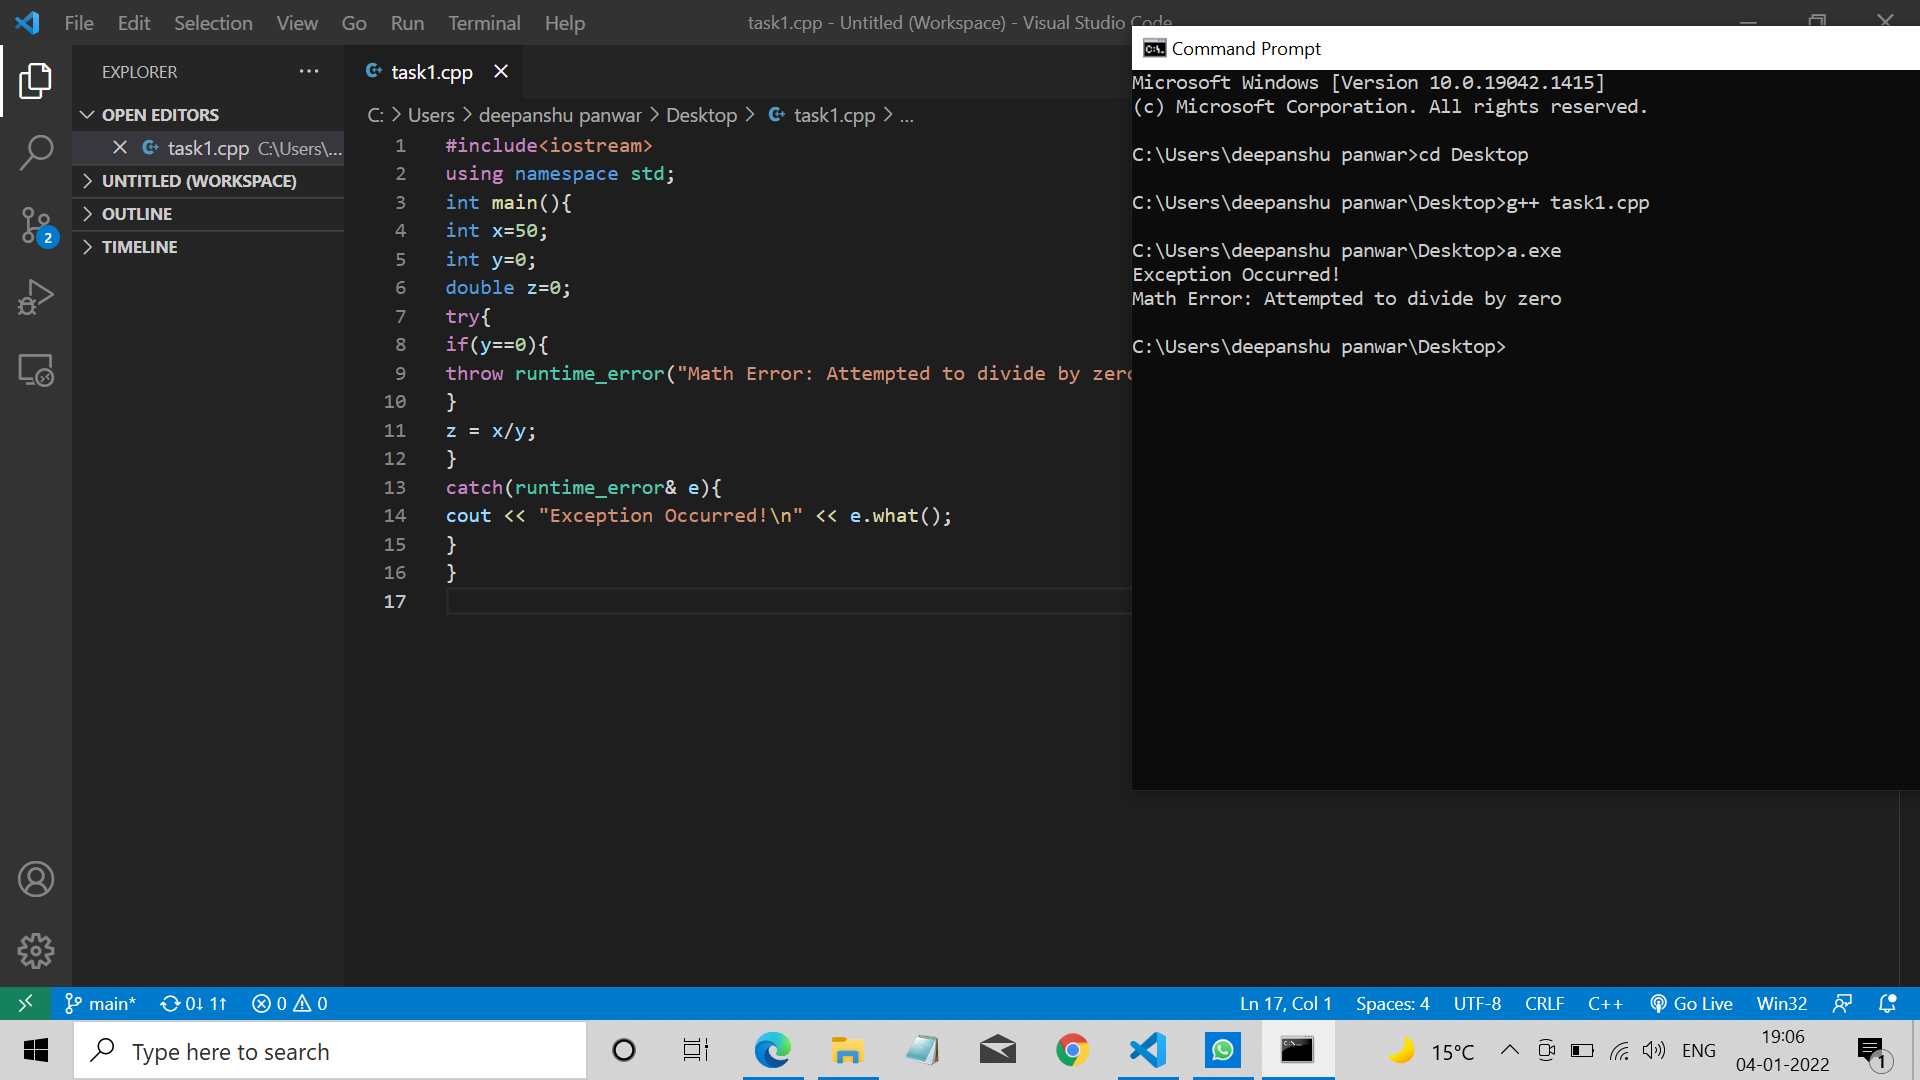 File Edit Selection View Go Run Terminal Help
task1.cpp - Untitled (Workspace) - Visual Studio Code
EXPLORER
OPEN EDITORS
task1.cpp C:\Users\...
UNTITLED (WORKSPACE)
OUTLINE
TIMELINE
2
task1.cpp
C: > Users > deepanshu panwar > Desktop > task1.cpp > ...
1 #include<iostream>
2 using namespace std;
3 int main(){
4 int x=50;
5 int y=0;
6 double z=0;
7 try{
8 if(y==0){
9 throw runtime_error("Math Error: Attempted to divide by zero
10 }
11 z = x/y;
12 }
13 catch(runtime_error& e){
14 cout << "Exception Occurred!\n" << e.what();
15 }
16 }
17
Command Prompt
Microsoft Windows [Version 10.0.19042.1415]
(c) Microsoft Corporation. All rights reserved.
C:\Users\deepanshu panwar>cd Desktop
C:\Users\deepanshu panwar\Desktop>g++ task1.cpp
C:\Users\deepanshu panwar\Desktop>a.exe
Exception Occurred!
Math Error: Attempted to divide by zero
C:\Users\deepanshu panwar\Desktop>
main* 0↓ 1↑ 0 0
Ln 17, Col 1 Spaces: 4 UTF-8 CRLF C++ Go Live Win32
Type here to search
15°C ENG
19:06
04-01-2022
1